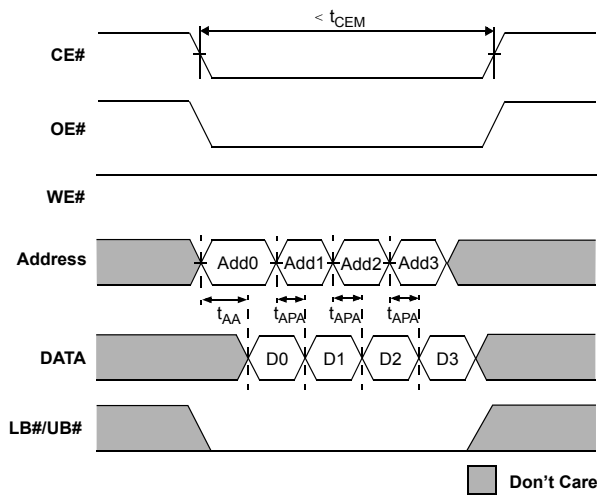 < tCEM
CE#
OE#
WE#
Address
Add0 Add1 Add2 Add3
tAA tAPA tAPA tAPA
DATA
D0 D1 D2 D3
LB#/UB#
Don't Care